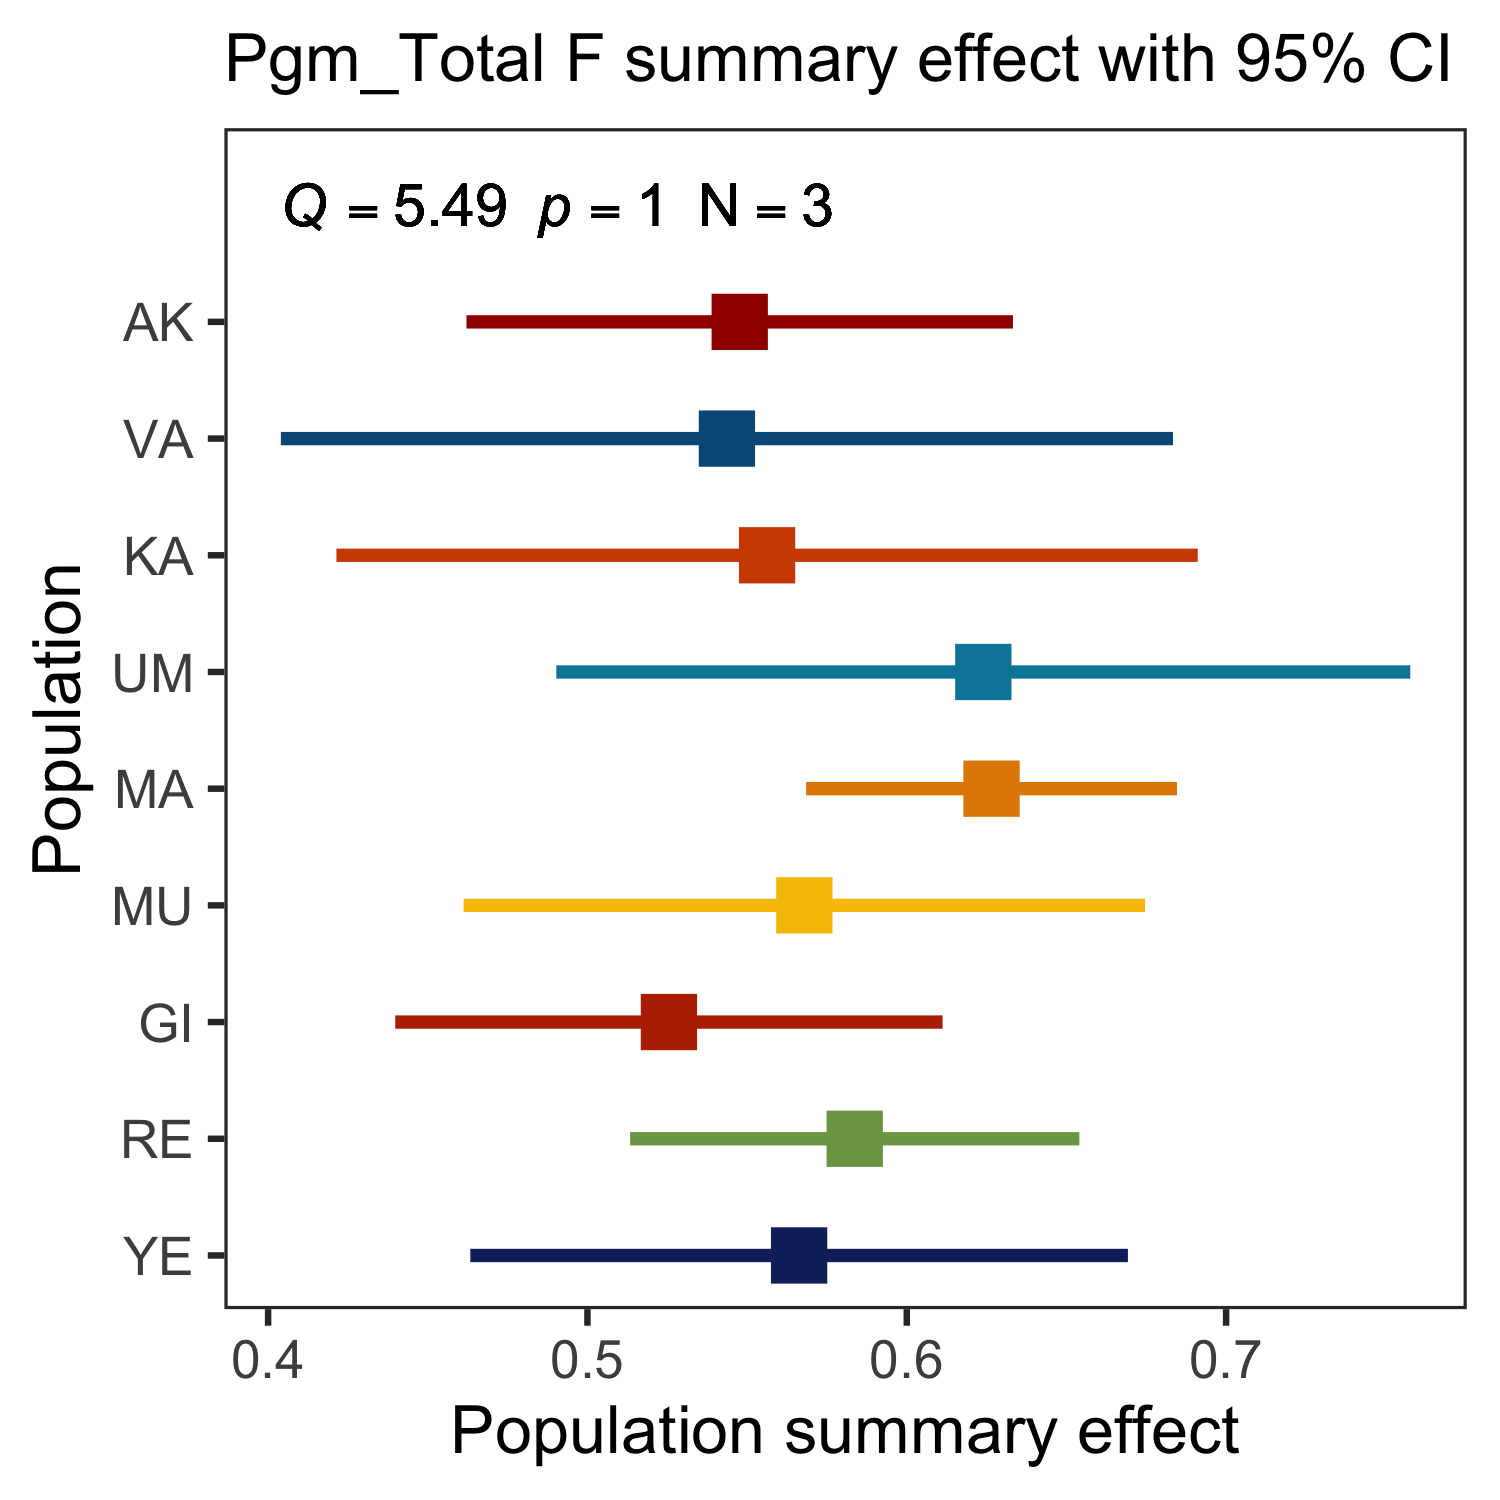 Pgm_Total F summary effect with 95% CI
Q = 5.49 p = 1 N = 3
AK
VA
KA
UM
MA
MU
GI
RE
YE
Population
0.4 0.5 0.6 0.7
Population summary effect